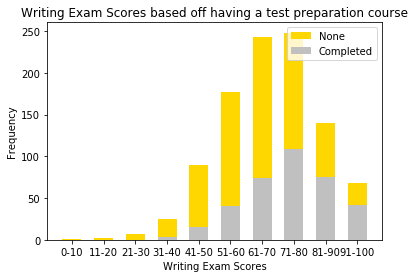 Writing Exam Scores based off having a test preparation course
None
Completed
Frequency
250
200
150
100
50
0
0-10 11-20 21-30 31-40 41-50 51-60 61-70 71-80 81-90 91-100
Writing Exam Scores